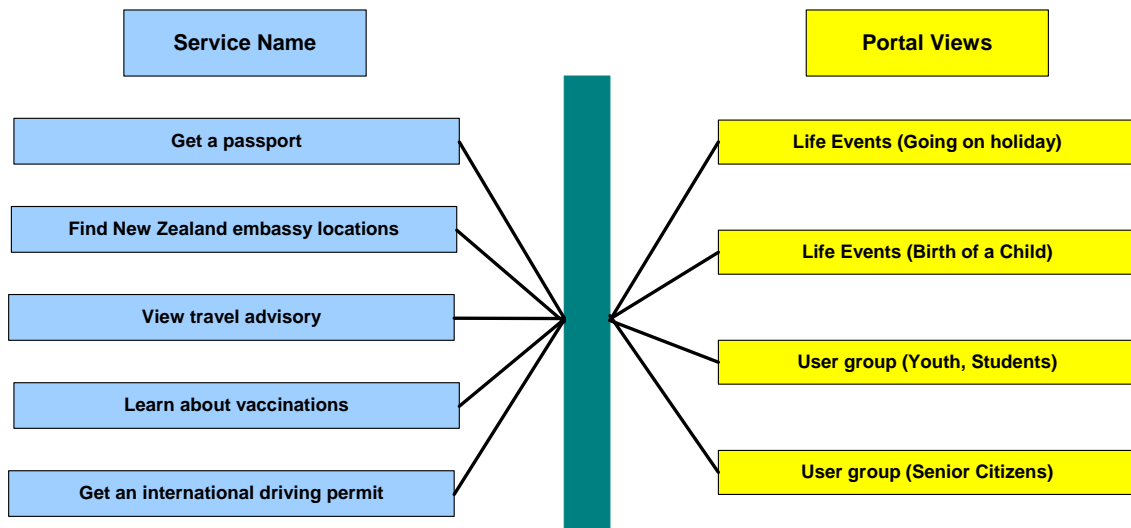 Service Name
Portal Views
Get a passport
Life Events (Going on holiday)
Find New Zealand embassy locations
Life Events (Birth of a Child)
View travel advisory
User group (Youth, Students)
Learn about vaccinations
User group (Senior Citizens)
Get an international driving permit